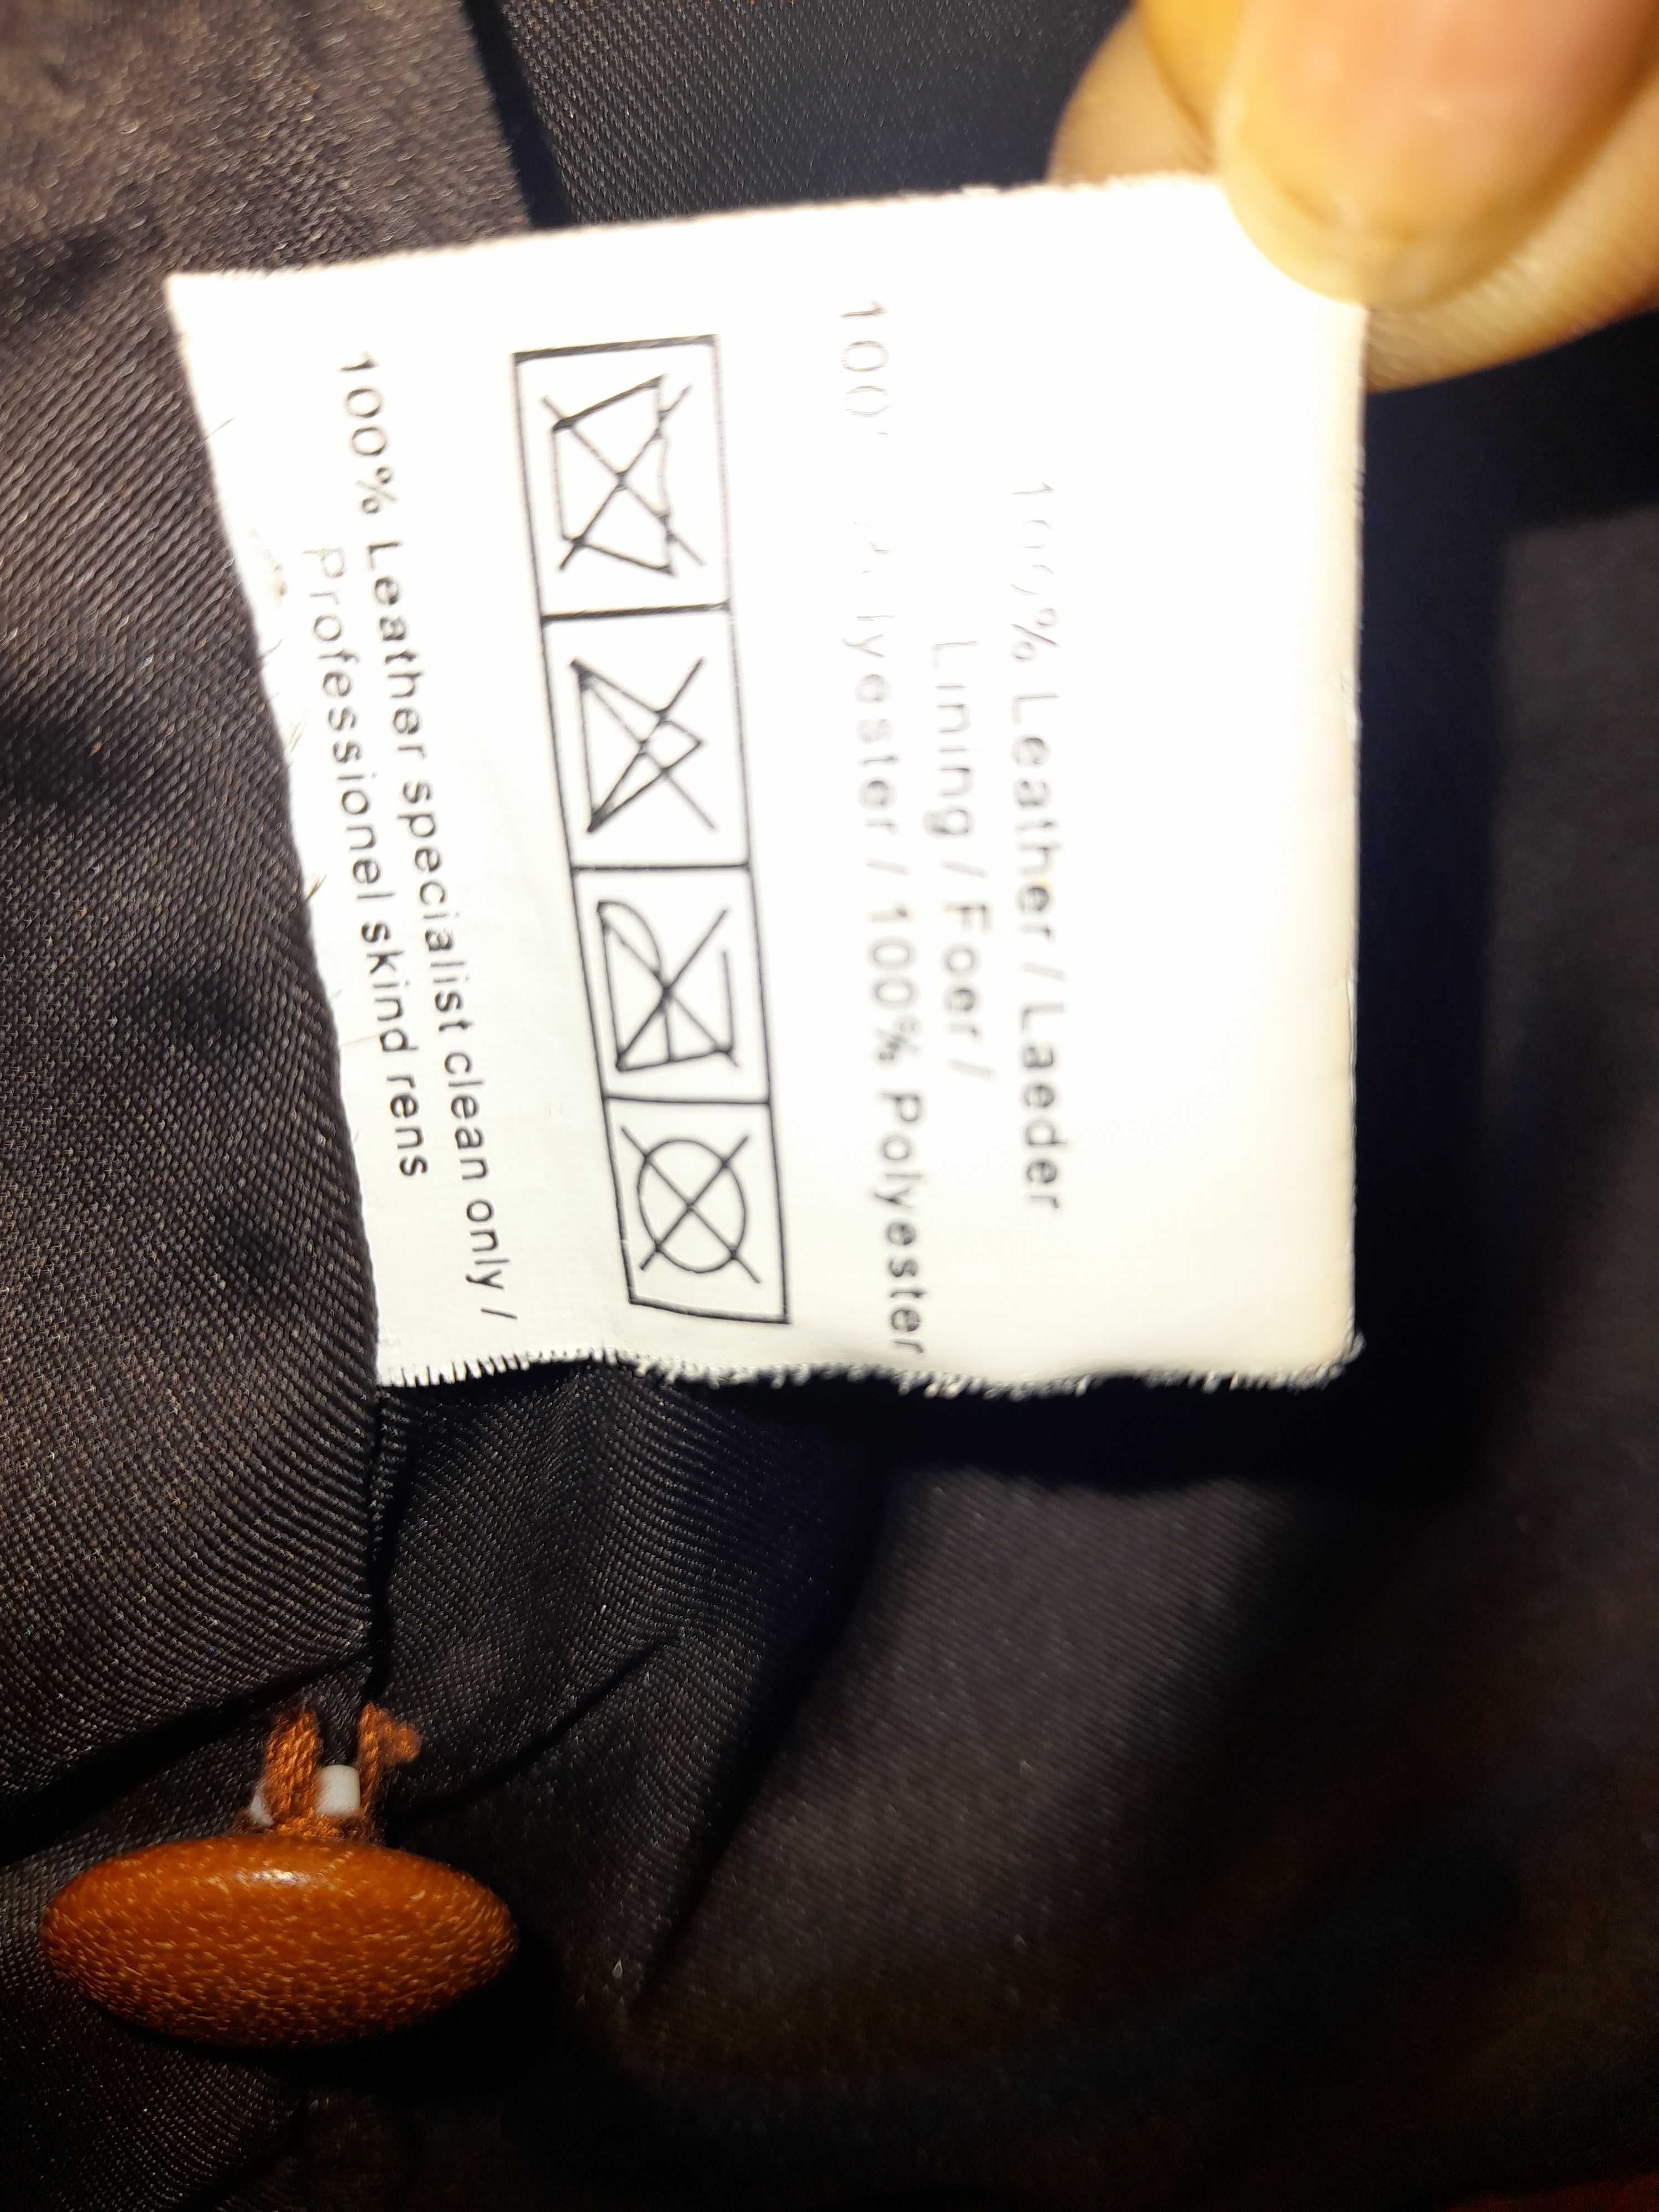 100% Leather / Laeder
Lining / Foer /
100% Polyester / 100% Polyester
100% Leather specialist clean only /
Professionel skind rens